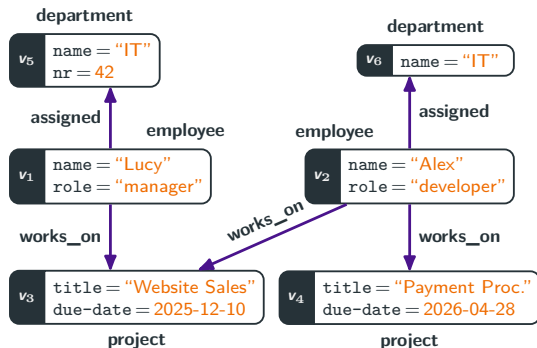 department
v5 name = “IT”
nr = 42
department
v6 name = “IT”
assigned
assigned
employee
employee
v1 name = “Lucy”
role = “manager”
v2 name = “Alex”
role = “developer”
works_on
works_on
works_on
v3 title = “Website Sales”
due-date = 2025-12-10
v4 title = “Payment Proc.”
due-date = 2026-04-28
project
project